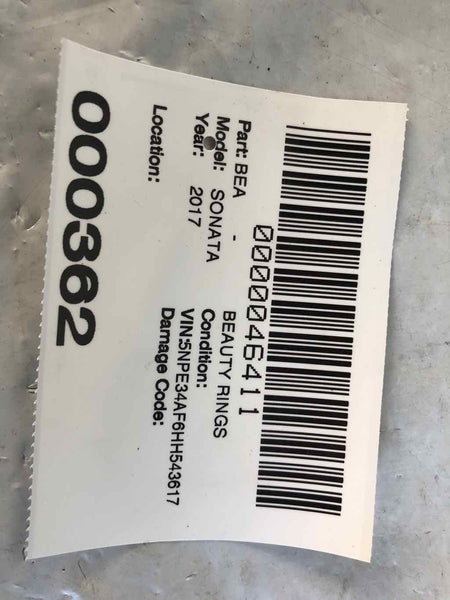 0000046411
Part: BEA - BEAUTY RINGS
Model: SONATA Condition:
Year: 2017 VIN:5NPE34AF6HH543617
Damage Code:
Location:
000362